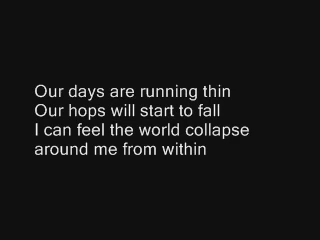 Our days are running thin
Our hops will start to fall
I can feel the world collapse
around me from within